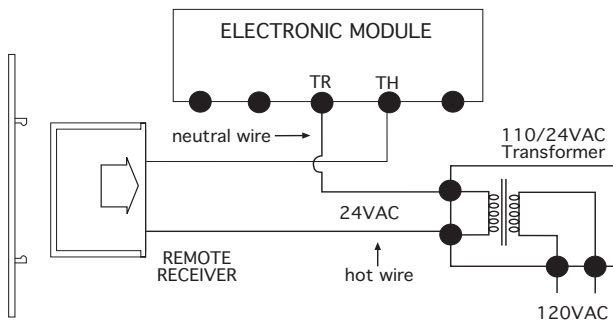 ELECTRONIC MODULE
TR TH
neutral wire
110/24VAC
Transformer
24VAC
REMOTE
RECEIVER
hot wire
120VAC